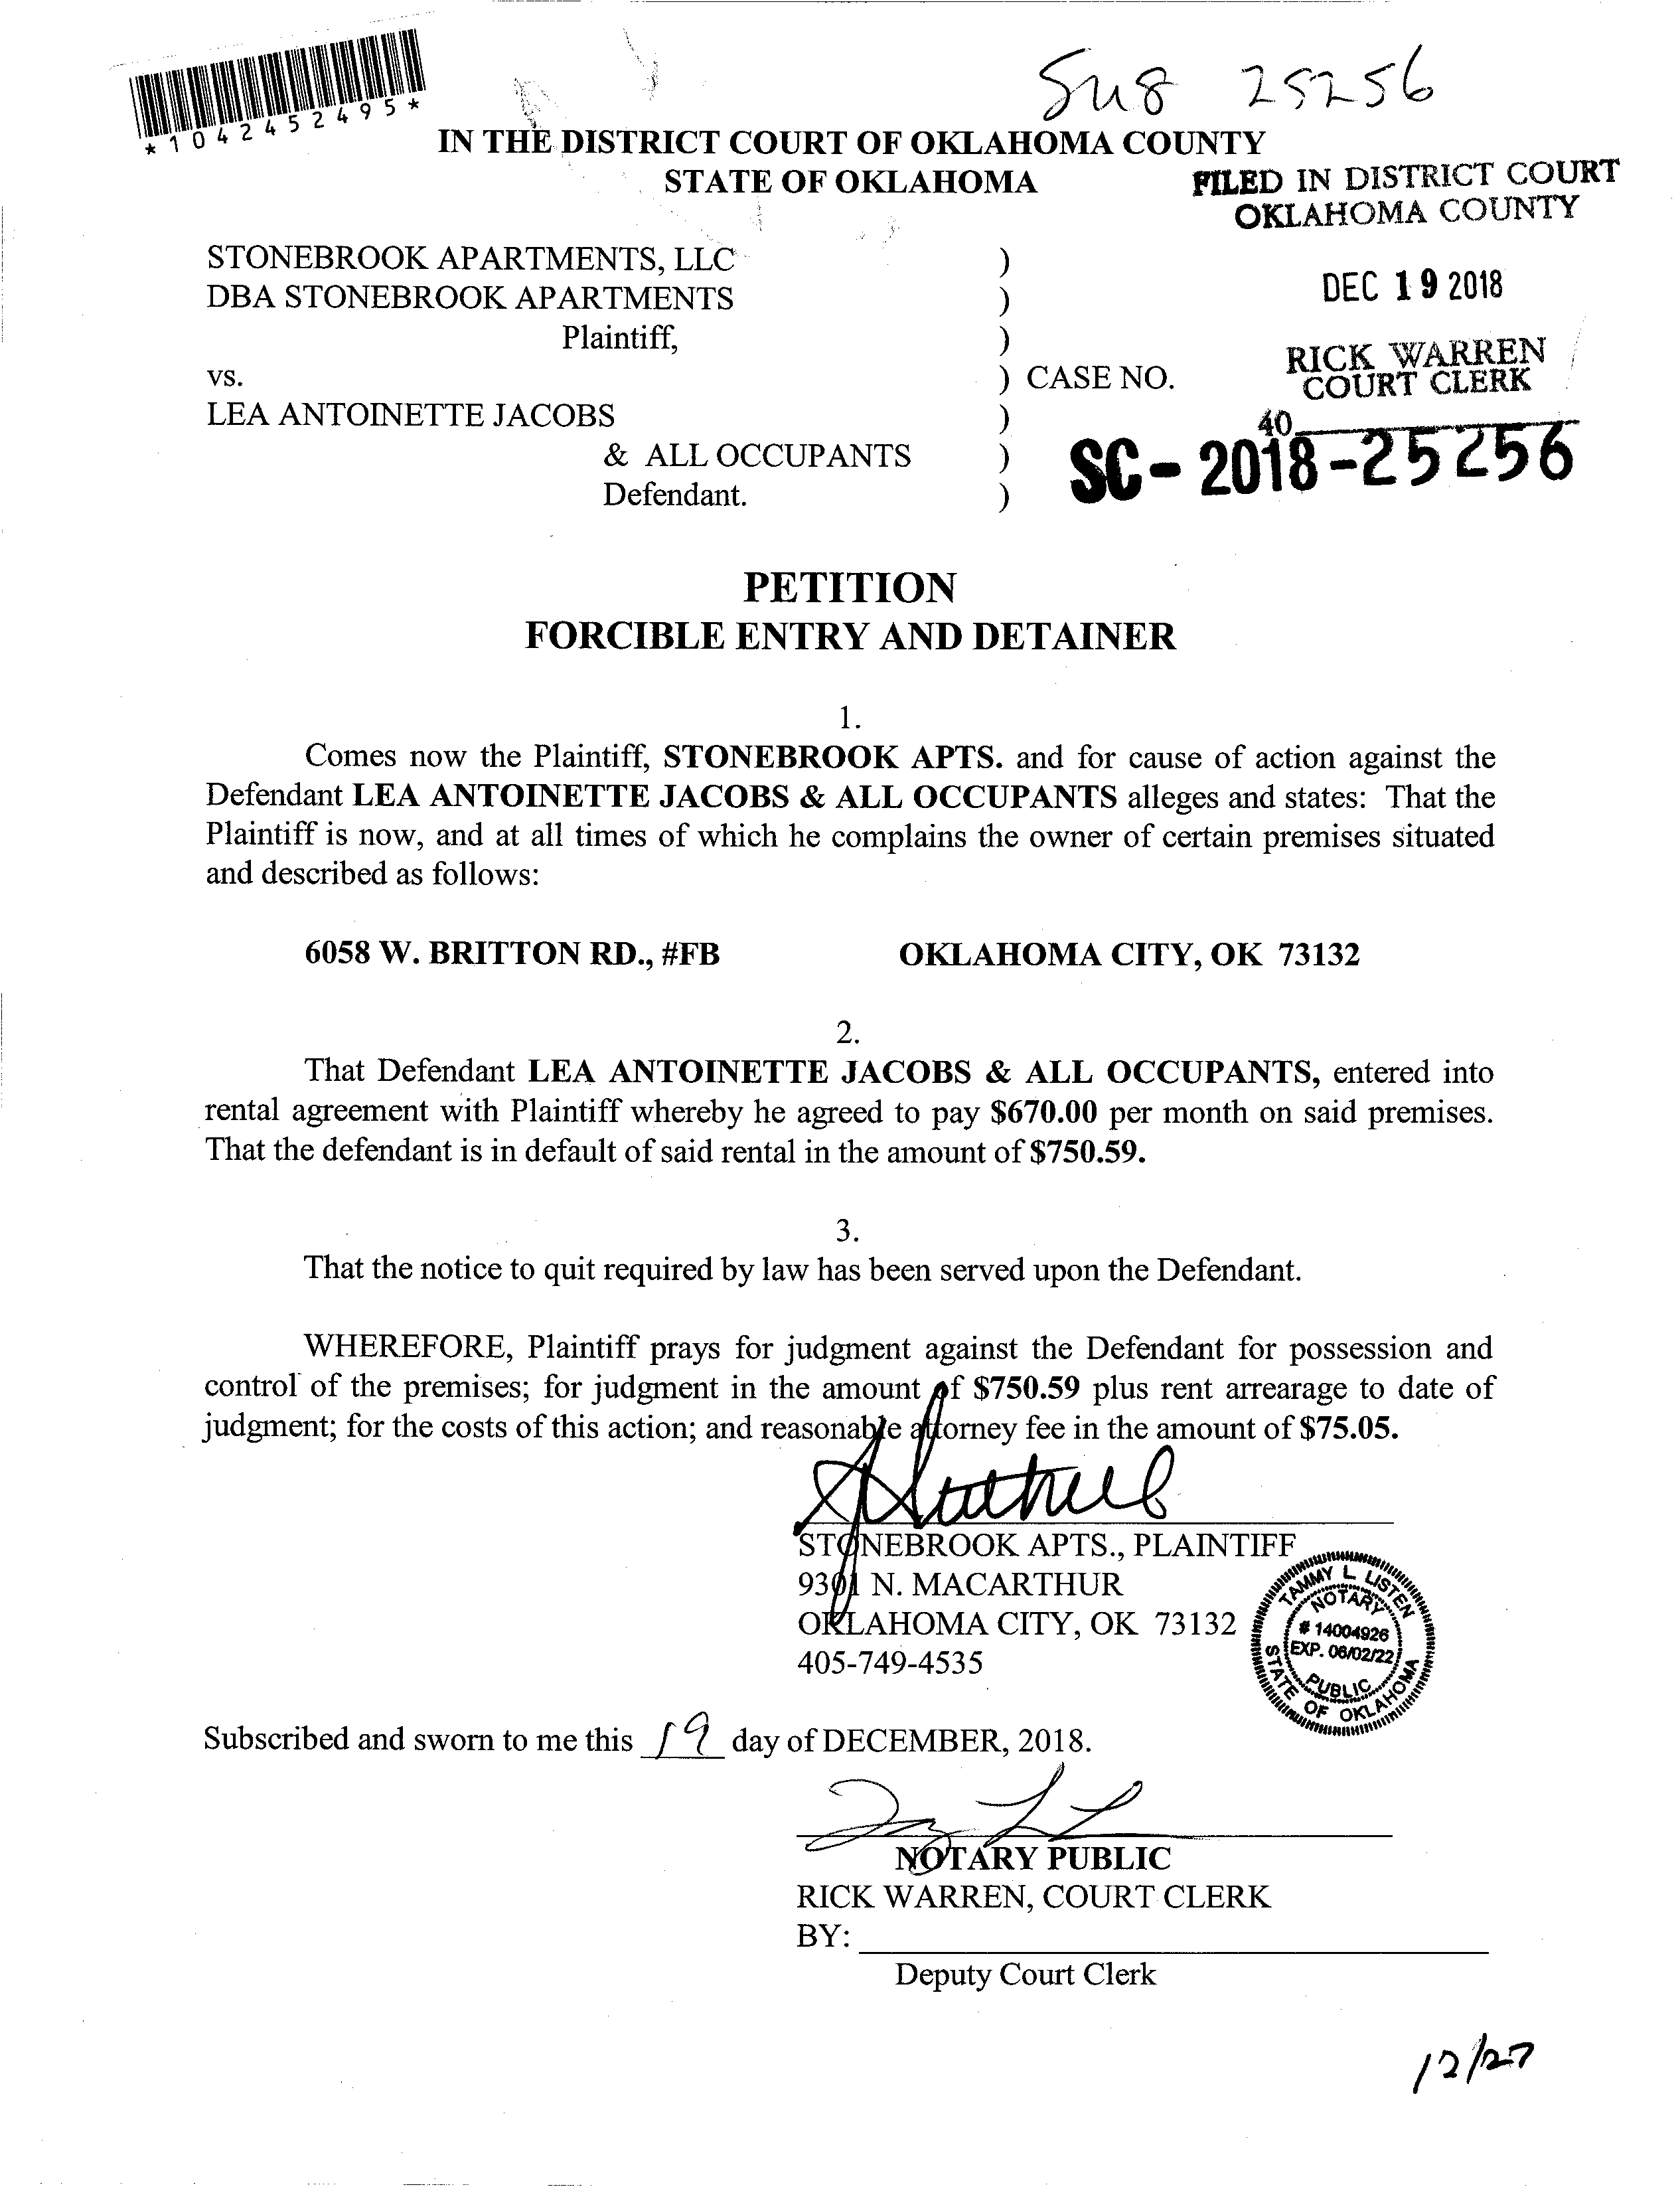 *1042452495*
25256
IN THE DISTRICT COURT OF OKLAHOMA COUNTY
STATE OF OKLAHOMA
FILED IN DISTRICT COURT
OKLAHOMA COUNTY
STONEBROOK APARTMENTS, LLC )
DBA STONEBROOK APARTMENTS ) DEC 19 2018
Plaintiff, )
vs. ) CASE NO. RICK WARREN
COURT CLERK
LEA ANTOINETTE JACOBS ) 40
& ALL OCCUPANTS ) SC-2018-25256
Defendant. )
PETITION
FORCIBLE ENTRY AND DETAINER
1.
Comes now the Plaintiff, STONEBROOK APTS. and for cause of action against the
Defendant LEA ANTOINETTE JACOBS & ALL OCCUPANTS alleges and states: That the
Plaintiff is now, and at all times of which he complains the owner of certain premises situated
and described as follows:
6058 W. BRITTON RD., #FB OKLAHOMA CITY, OK 73132
2.
That Defendant LEA ANTOINETTE JACOBS & ALL OCCUPANTS, entered into
rental agreement with Plaintiff whereby he agreed to pay $670.00 per month on said premises.
That the defendant is in default of said rental in the amount of $750.59.
3.
That the notice to quit required by law has been served upon the Defendant.
WHEREFORE, Plaintiff prays for judgment against the Defendant for possession and
control of the premises; for judgment in the amount of $750.59 plus rent arrearage to date of
judgment; for the costs of this action; and reasonable attorney fee in the amount of $75.05.
STONEBROOK APTS., PLAINTIFF
9301 N. MACARTHUR
OKLAHOMA CITY, OK 73132
405-749-4535
TAMMY L. LISTEN
NOTARY
# 14004926
EXP. 06/02/22
PUBLIC
STATE OF OKLAHOMA
Subscribed and sworn to me this 19 day of DECEMBER, 2018.
NOTARY PUBLIC
RICK WARREN, COURT CLERK
BY:
Deputy Court Clerk
12/27